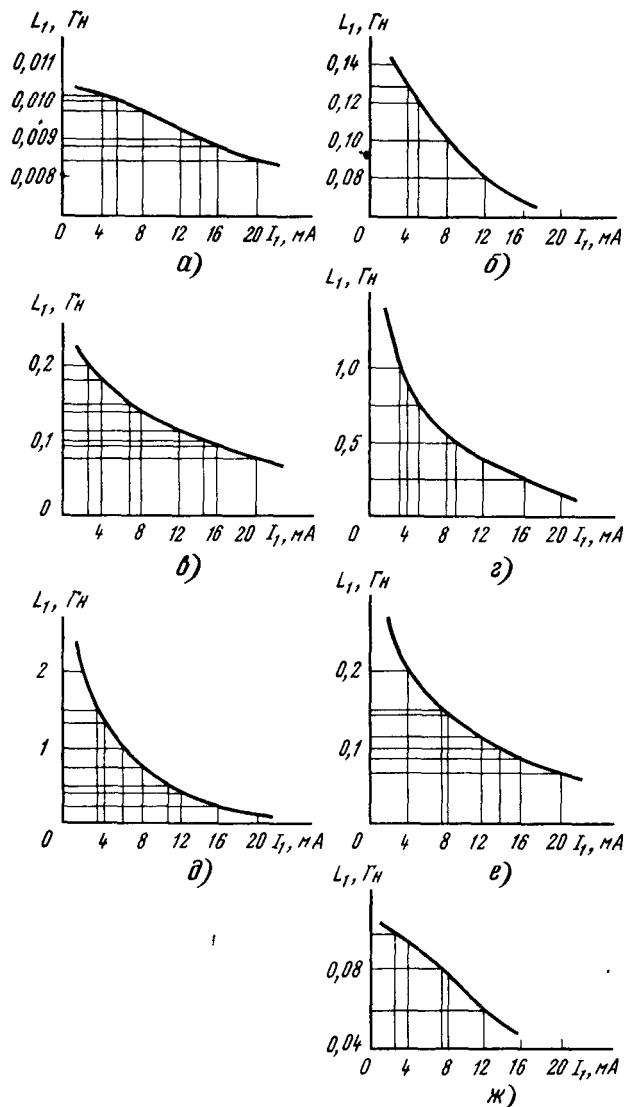 L₁, Гн
0,011
0,010
0,009
0,008
0 4 8 12 16 20 I₁, мА
а)
L₁, Гн
0,14
0,12
0,10
0,08
0 4 8 12 16 20 I₁, мА
б)
L₁, Гн
0,2
0,1
0
4 8 12 16 20 I₁, мА
в)
L₁, Гн
1,0
0,5
0 4 8 12 16 20 I₁, мА
г)
L₁, Гн
2
1
0 4 8 12 16 20 I₁, мА
д)
L₁, Гн
0,2
0,1
0 4 8 12 16 20 I₁, мА
е)
L₁, Гн
0,08
0,04
0 4 8 12 16 20 I₁, мА
ж)